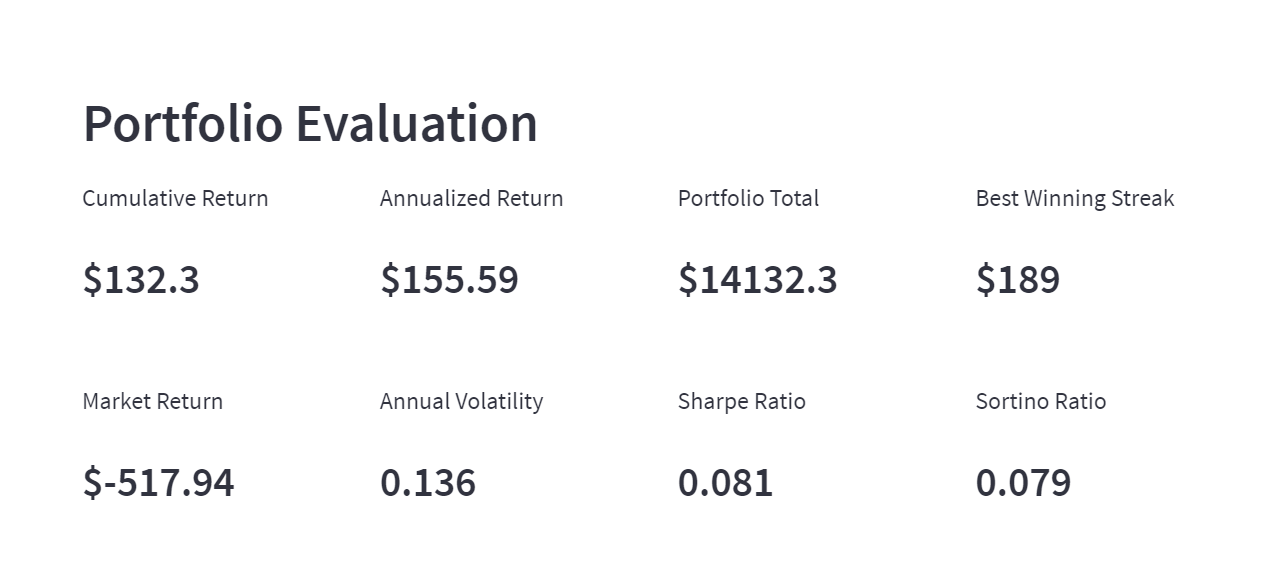 Portfolio Evaluation
Cumulative Return Annualized Return Portfolio Total Best Winning Streak
$132.3 $155.59 $14132.3 $189
Market Return Annual Volatility Sharpe Ratio Sortino Ratio
$-517.94 0.136 0.081 0.079